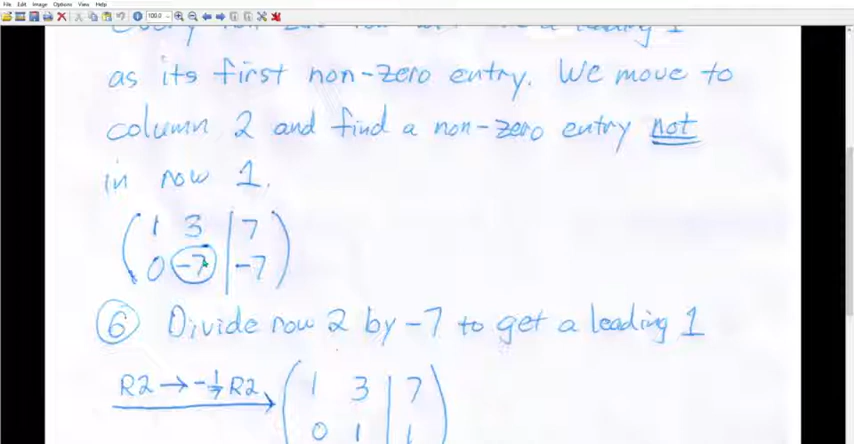 File Edit Image Options View Help
100.0
as its first non-zero entry. We move to
column 2 and find a non-zero entry not
in row 1.
( 1 3 | 7 )
( 0 -7 | -7 )
⑥ Divide row 2 by -7 to get a leading 1
R2 → -1/7 R2 ( 1 3 | 7 )
( 0 1 | 1 )